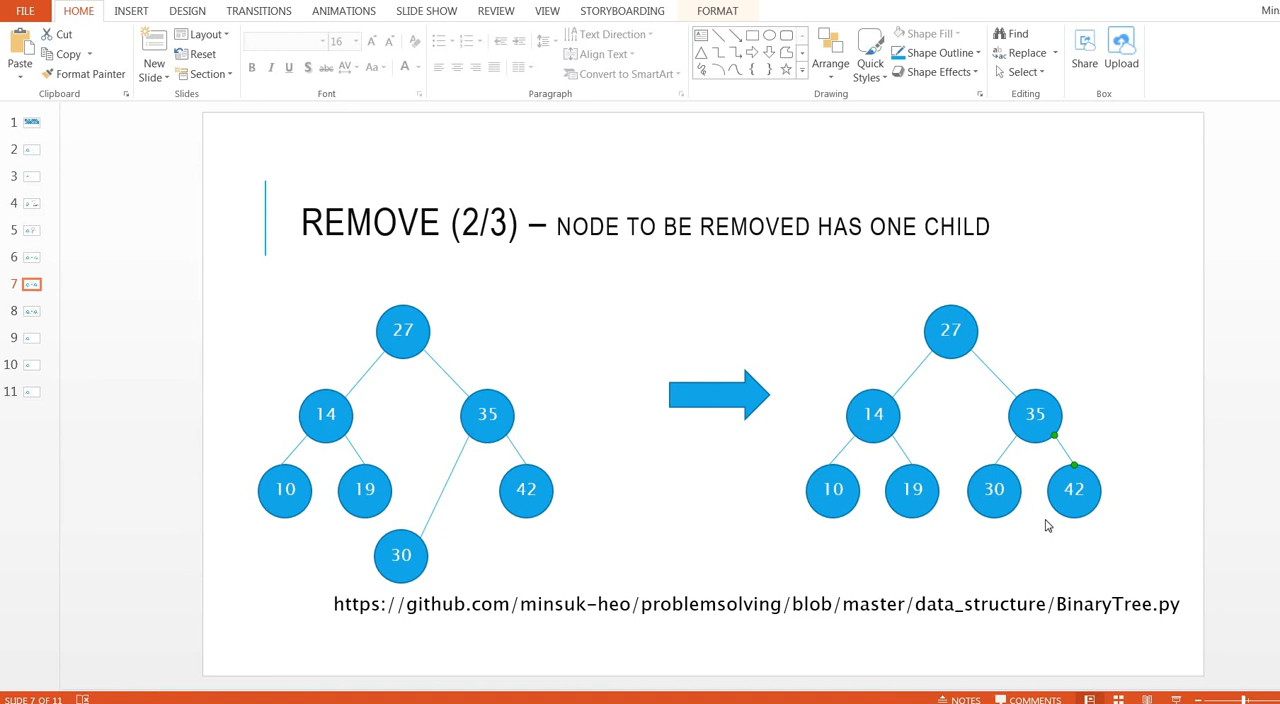 FILE HOME INSERT DESIGN TRANSITIONS ANIMATIONS SLIDE SHOW REVIEW VIEW STORYBOARDING FORMAT Min
Paste Cut Copy Format Painter
Clipboard
New Slide Layout Reset Section
Slides
16
B I U S abc AV Aa A
Font
Text Direction Align Text Convert to SmartArt
Paragraph
Arrange Quick Styles Shape Fill Shape Outline Shape Effects
Drawing
Find Replace Select
Editing
Share Upload
Box
1
2
3
4
5
6
7
8
9
10
11
REMOVE (2/3) – NODE TO BE REMOVED HAS ONE CHILD
27 27
14 35 14 35
10 19 42 10 19 30 42
30
https://github.com/minsuk-heo/problemsolving/blob/master/data_structure/BinaryTree.py
SLIDE 7 OF 11 NOTES COMMENTS